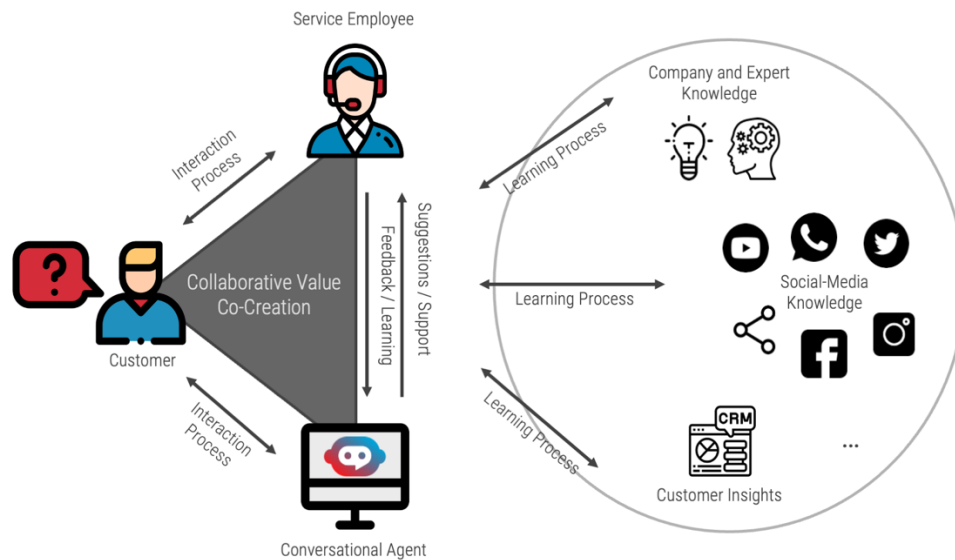 Service Employee
Company and Expert
Knowledge
Interaction
Process
Learning Process
Suggestions / Support
Feedback / Learning
?
Collaborative Value
Co-Creation
Customer
Learning Process
Social-Media
Knowledge
Interaction
Process
Learning Process
CRM
...
Customer Insights
Conversational Agent